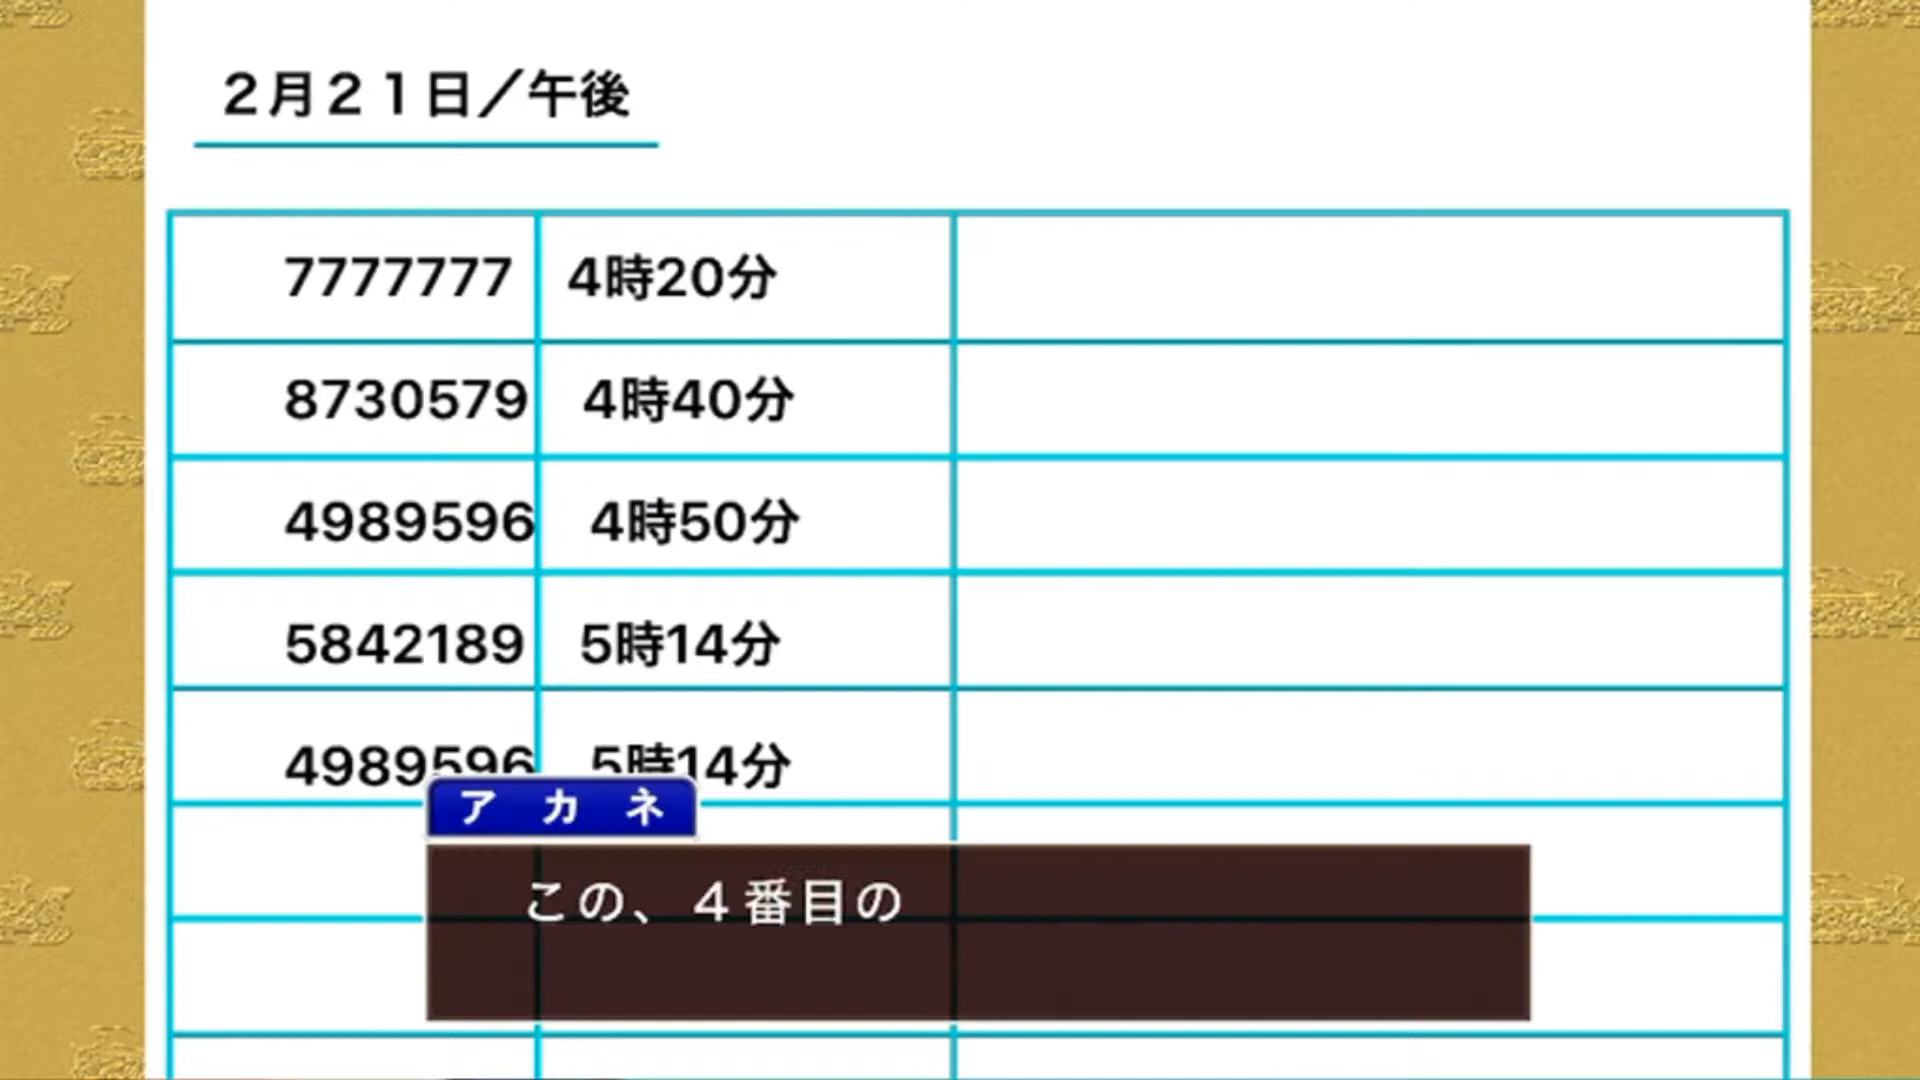 ２月２１日／午後
7777777 4時20分
8730579 4時40分
4989596 4時50分
5842189 5時14分
4989596 5時14分
アカネ
この、４番目の